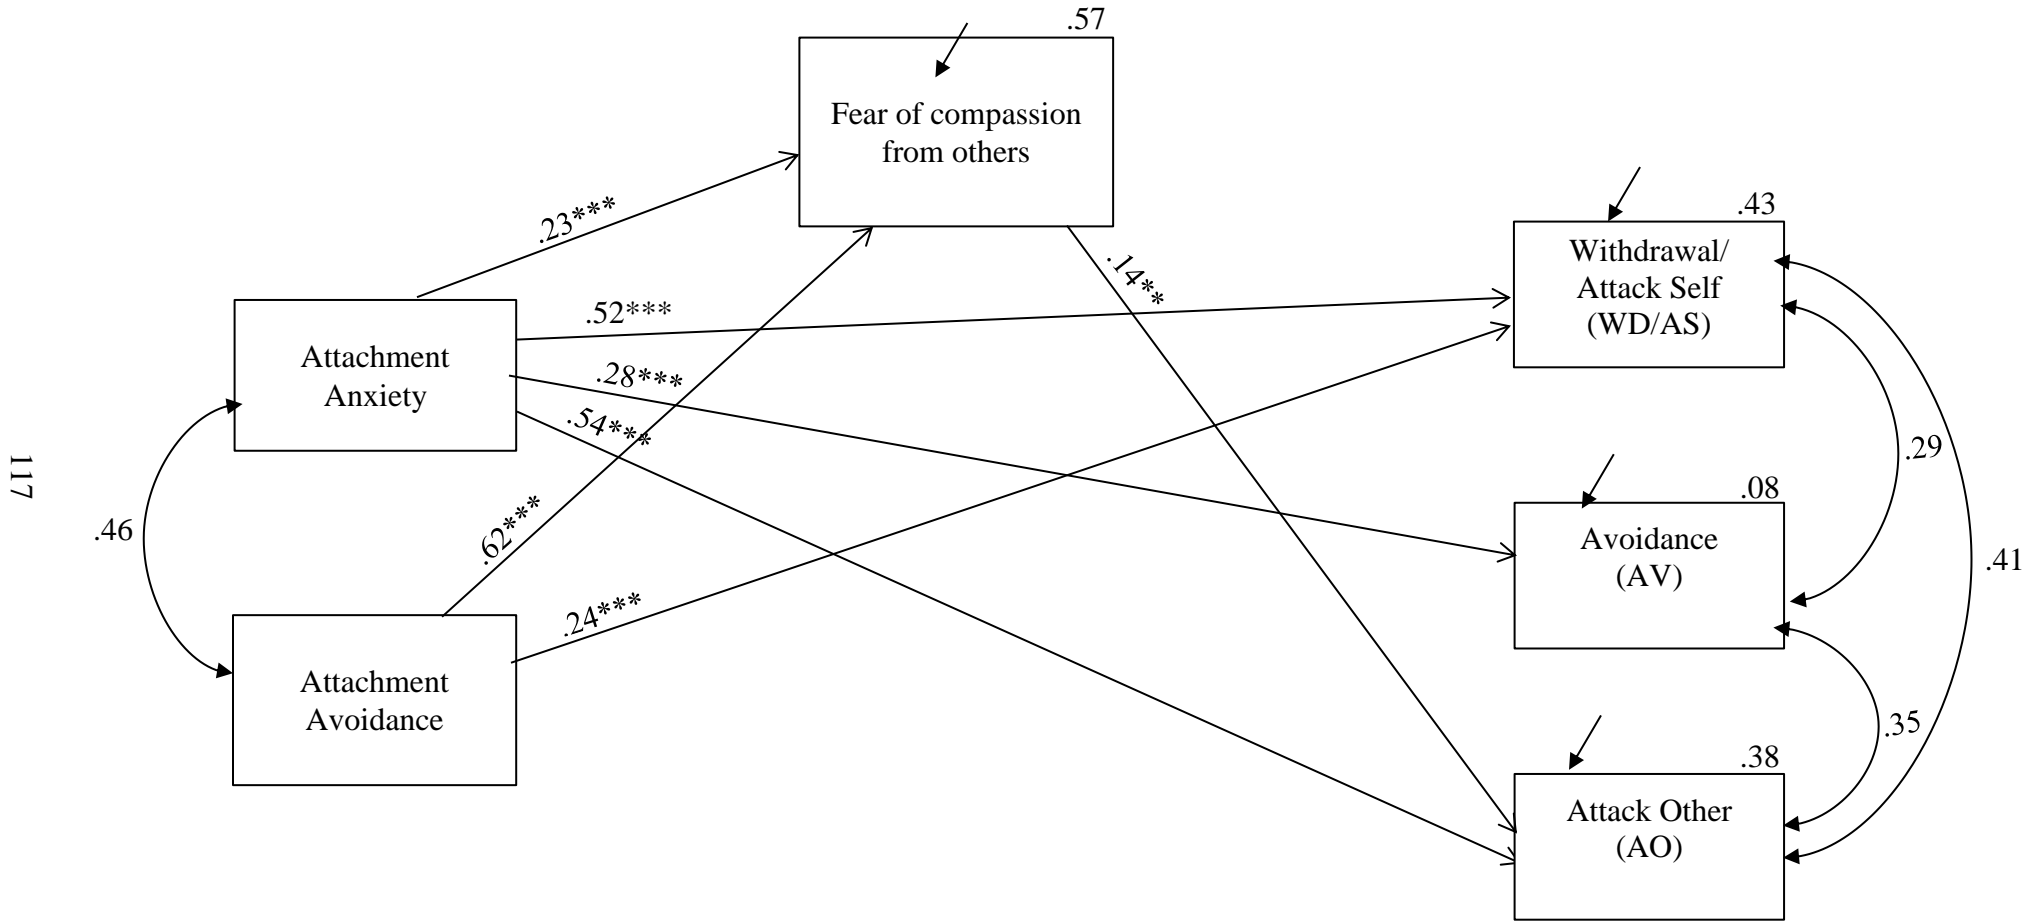 .57
Fear of compassion
from others
.23***
.14**
.43
Withdrawal/
Attack Self
(WD/AS)
.52***
Attachment
Anxiety
.28***
.54***
.29
.46
.62***
.08
Avoidance
(AV)
.41
.24***
Attachment
Avoidance
.35
.38
Attack Other
(AO)
117